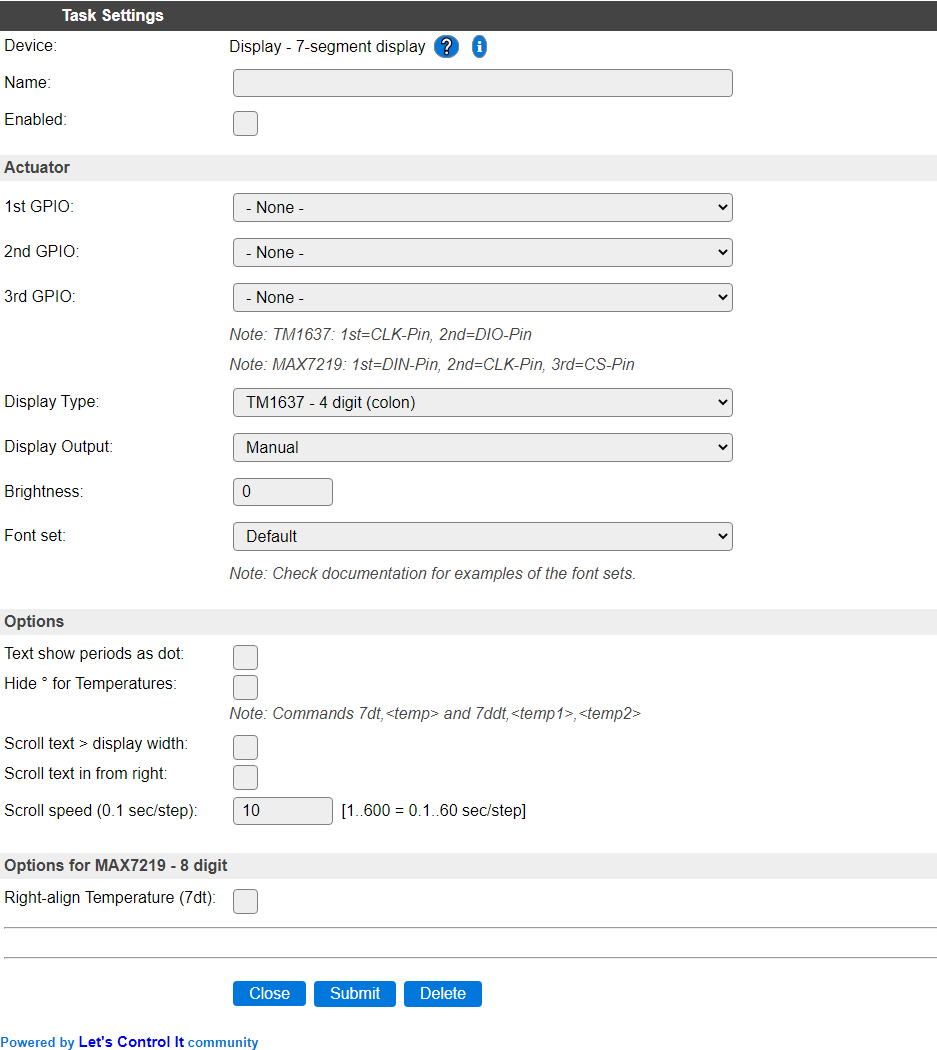 Task Settings
Device: Display - 7-segment display ? i
Name:
Enabled:
Actuator
1st GPIO: - None -
2nd GPIO: - None -
3rd GPIO: - None -
Note: TM1637: 1st=CLK-Pin, 2nd=DIO-Pin
Note: MAX7219: 1st=DIN-Pin, 2nd=CLK-Pin, 3rd=CS-Pin
Display Type: TM1637 - 4 digit (colon)
Display Output: Manual
Brightness: 0
Font set: Default
Note: Check documentation for examples of the font sets.
Options
Text show periods as dot:
Hide ° for Temperatures:
Note: Commands 7dt,<temp> and 7ddt,<temp1>,<temp2>
Scroll text > display width:
Scroll text in from right:
Scroll speed (0.1 sec/step): 10 [1..600 = 0.1..60 sec/step]
Options for MAX7219 - 8 digit
Right-align Temperature (7dt):
Close Submit Delete
Powered by Let's Control It community